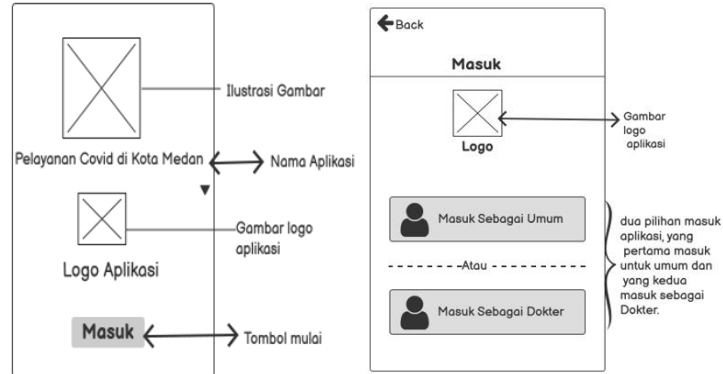 Ilustrasi Gambar
Pelayanan Covid di Kota Medan
Nama Aplikasi
Gambar logo
aplikasi
Logo Aplikasi
Masuk
Tombol mulai
Back
Masuk
Logo
Gambar
logo
aplikasi
Masuk Sebagai Umum
Atau
Masuk Sebagai Dokter
dua pilihan masuk
aplikasi, yang
pertama masuk
untuk umum dan
yang kedua
masuk sebagai
Dokter.